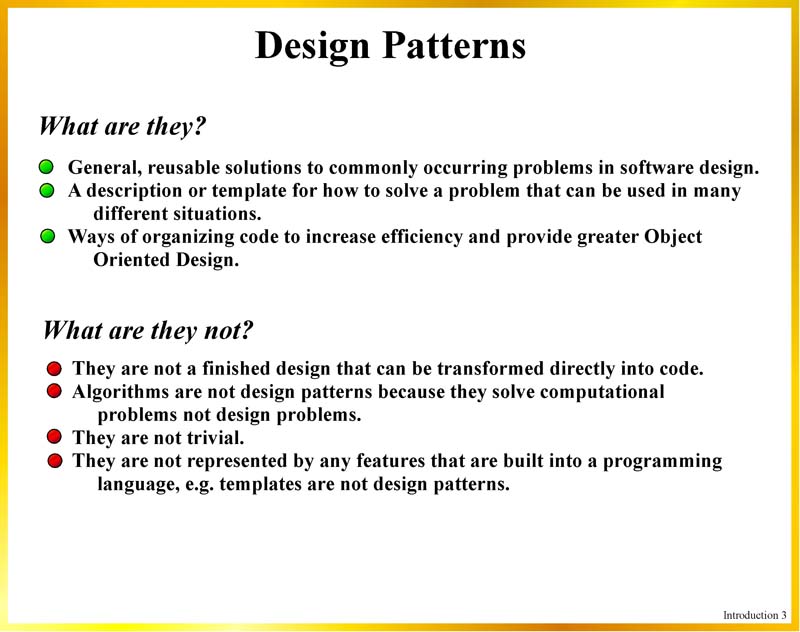 Design Patterns
What are they?
General, reusable solutions to commonly occurring problems in software design.
A description or template for how to solve a problem that can be used in many
different situations.
Ways of organizing code to increase efficiency and provide greater Object
Oriented Design.
What are they not?
They are not a finished design that can be transformed directly into code.
Algorithms are not design patterns because they solve computational
problems not design problems.
They are not trivial.
They are not represented by any features that are built into a programming
language, e.g. templates are not design patterns.
Introduction 3